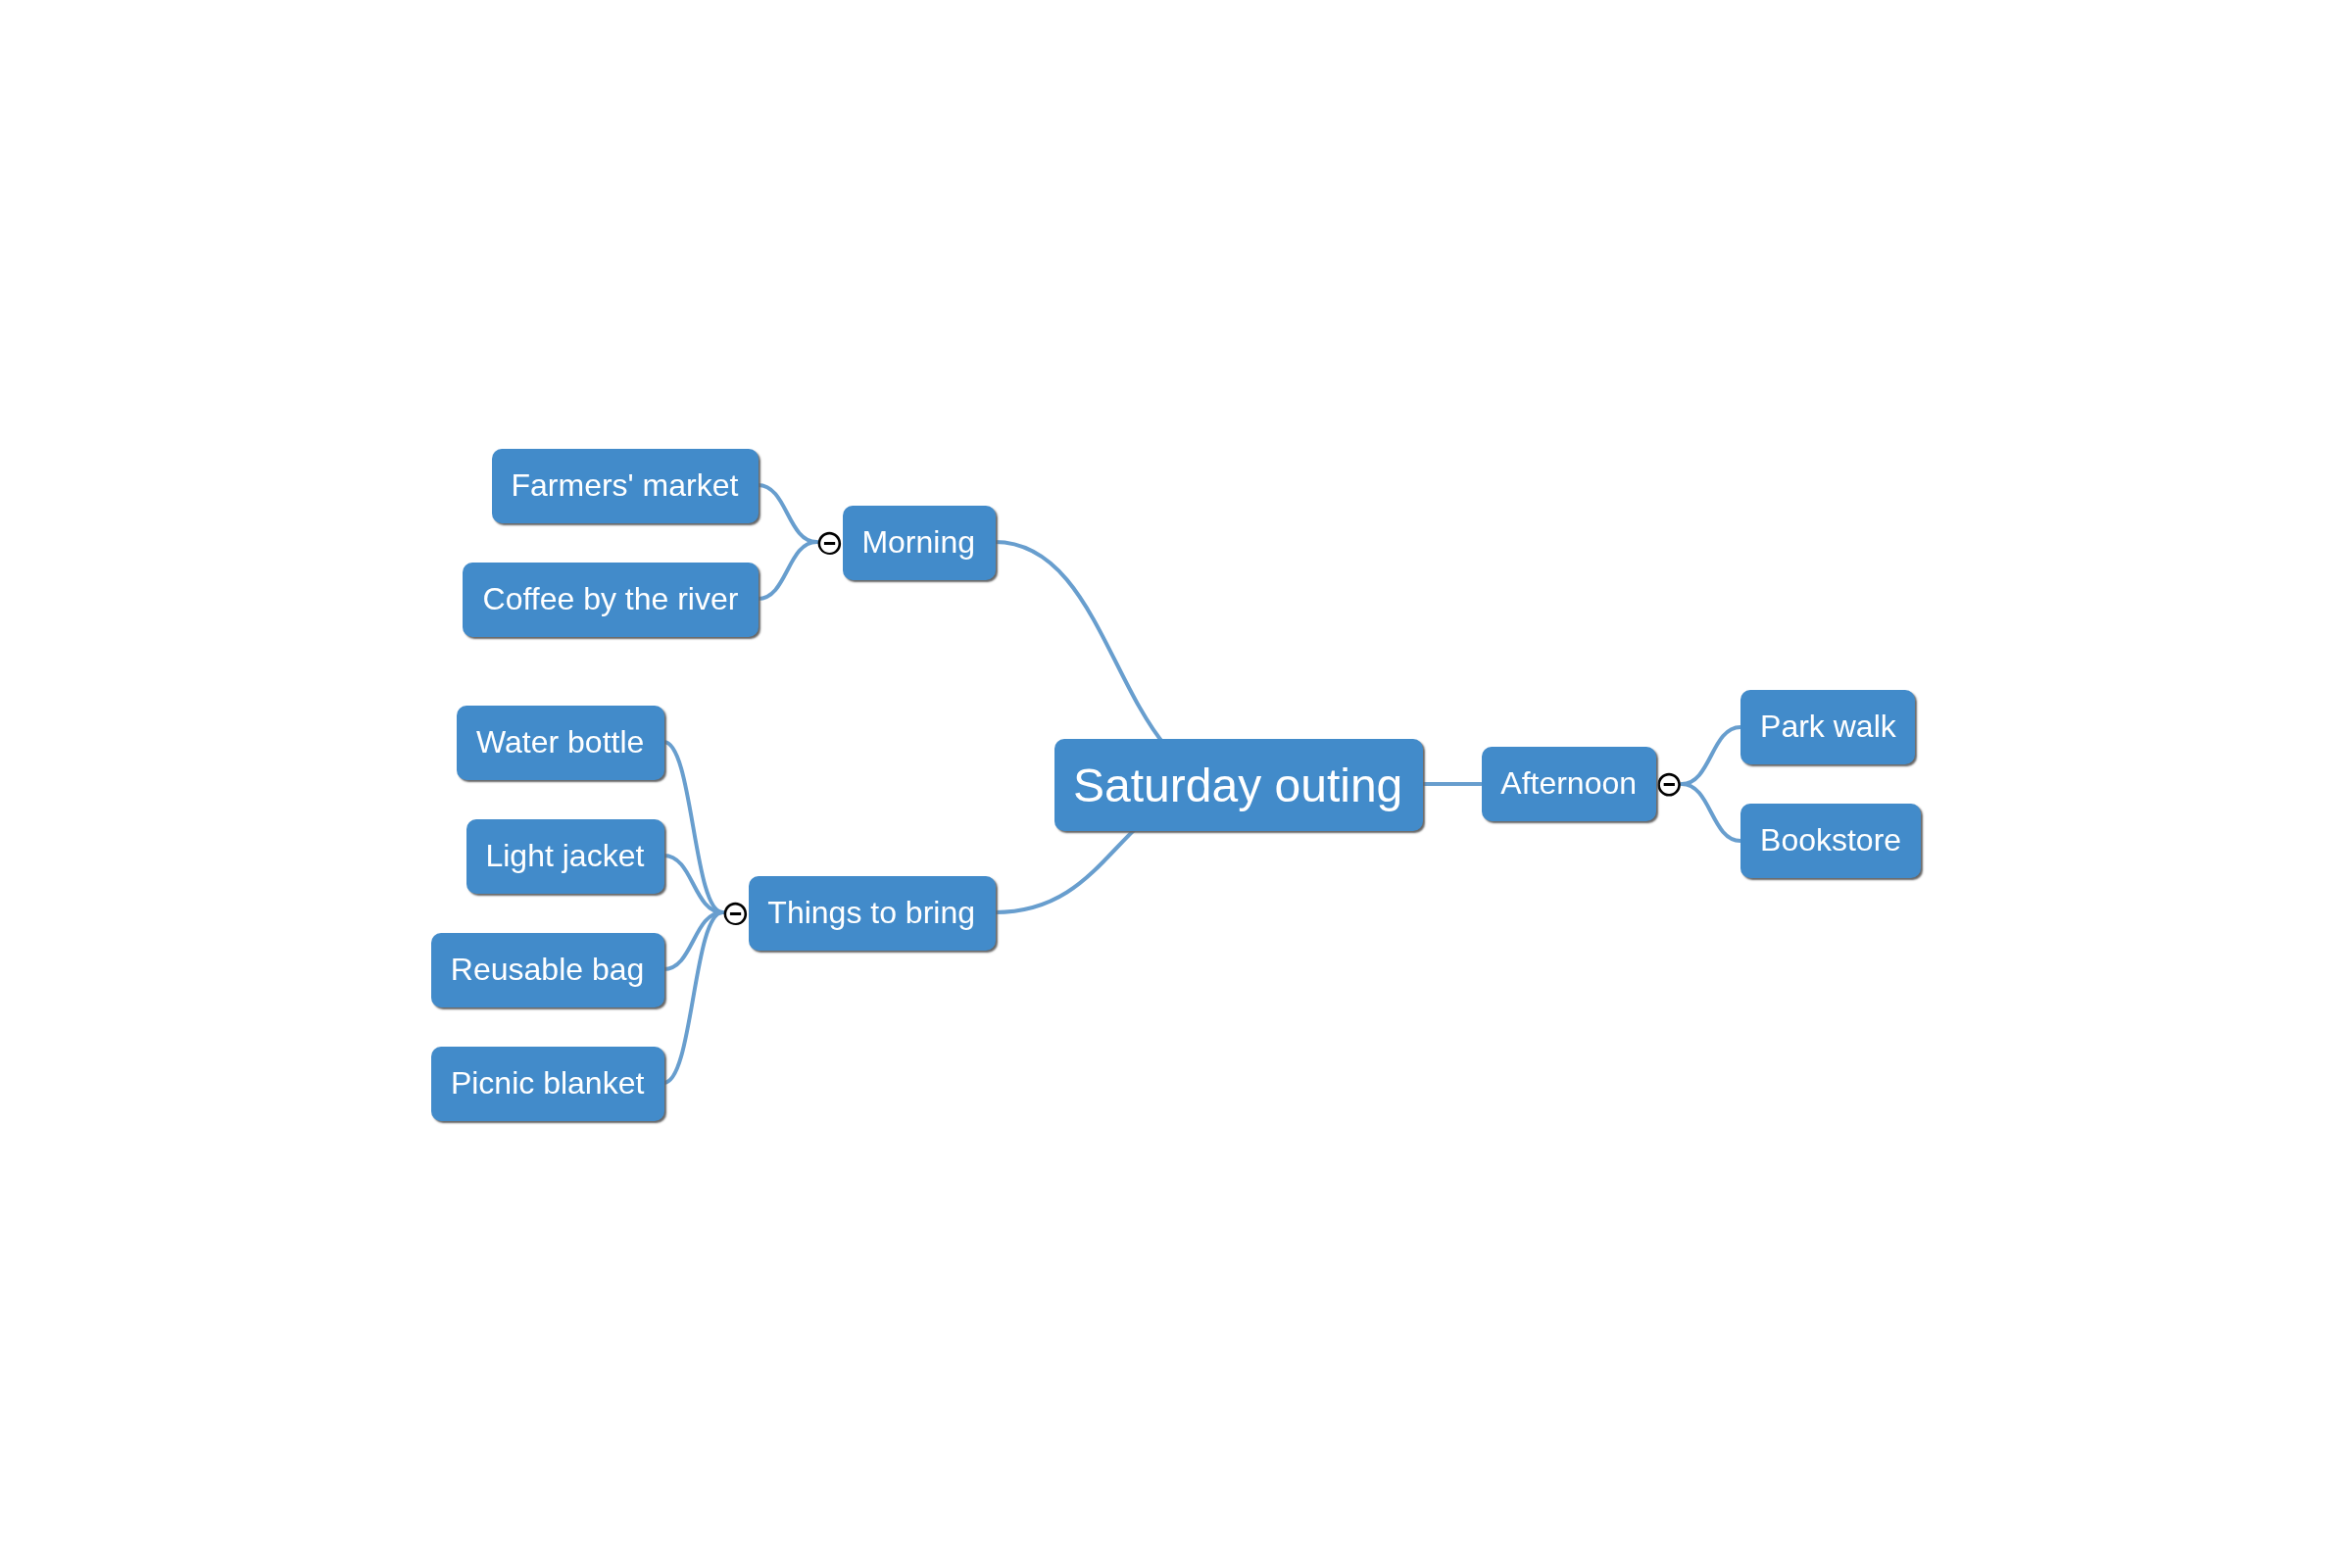 Saturday outing
Morning
Farmers' market
Coffee by the river
Things to bring
Water bottle
Light jacket
Reusable bag
Picnic blanket
Afternoon
Park walk
Bookstore